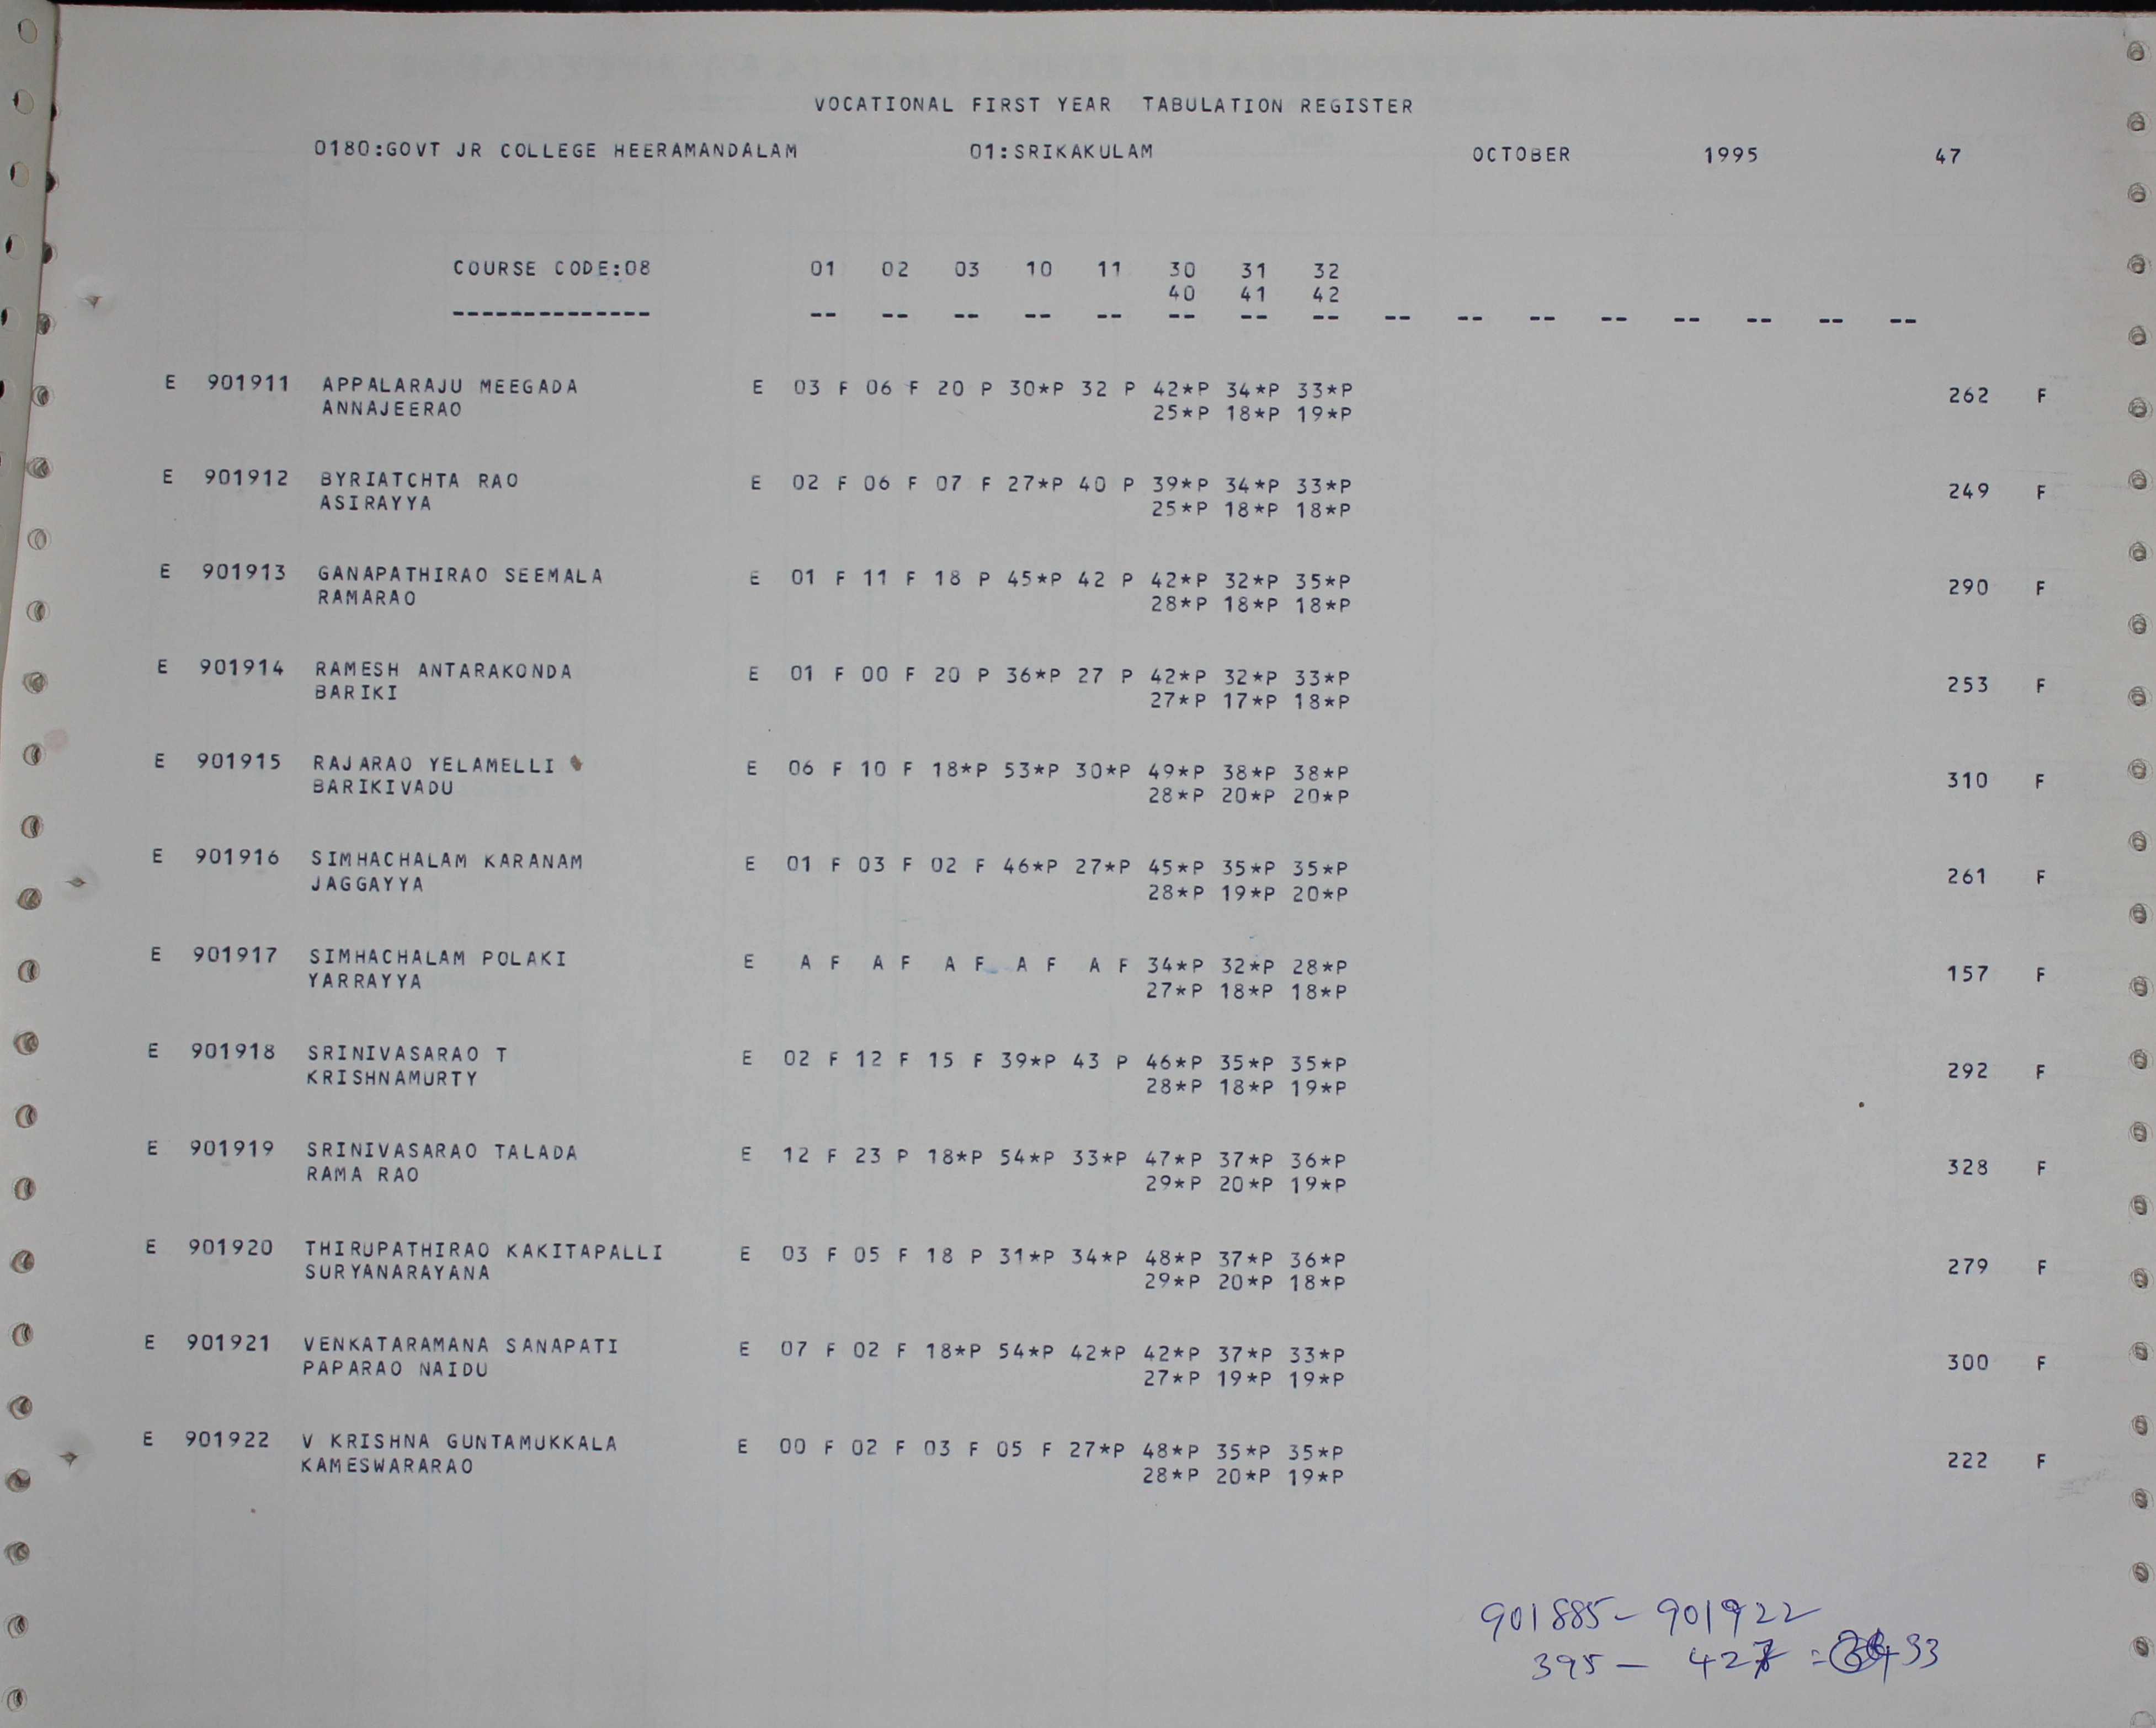 VOCATIONAL FIRST YEAR TABULATION REGISTER
0180:GOVT JR COLLEGE HEERAMANDALAM 01:SRIKAKULAM OCTOBER 1995 47
COURSE CODE:08 01 02 03 10 11 30 31 32
40 41 42
-------------- -- -- -- -- -- -- -- -- -- -- -- -- -- -- -- --
E 901911 APPALARAJU MEEGADA E 03 F 06 F 20 P 30*P 32 P 42*P 34*P 33*P 262 F
ANNAJEERAO 25*P 18*P 19*P
E 901912 BYRIATCHTA RAO E 02 F 06 F 07 F 27*P 40 P 39*P 34*P 33*P 249 F
ASIRAYYA 25*P 18*P 18*P
E 901913 GANAPATHIRAO SEEMALA E 01 F 11 F 18 P 45*P 42 P 42*P 32*P 35*P 290 F
RAMARAO 28*P 18*P 18*P
E 901914 RAMESH ANTARAKONDA E 01 F 00 F 20 P 36*P 27 P 42*P 32*P 33*P 253 F
BARIKI 27*P 17*P 18*P
E 901915 RAJARAO YELAMELLI E 06 F 10 F 18*P 53*P 30*P 49*P 38*P 38*P 310 F
BARIKIVADU 28*P 20*P 20*P
E 901916 SIMHACHALAM KARANAM E 01 F 03 F 02 F 46*P 27*P 45*P 35*P 35*P 261 F
JAGGAYYA 28*P 19*P 20*P
E 901917 SIMHACHALAM POLAKI E A F A F A F A F A F 34*P 32*P 28*P 157 F
YARRAYYA 27*P 18*P 18*P
E 901918 SRINIVASARAO T E 02 F 12 F 15 F 39*P 43 P 46*P 35*P 35*P 292 F
KRISHNAMURTY 28*P 18*P 19*P
E 901919 SRINIVASARAO TALADA E 12 F 23 P 18*P 54*P 33*P 47*P 37*P 36*P 328 F
RAMA RAO 29*P 20*P 19*P
E 901920 THIRUPATHIRAO KAKITAPALLI E 03 F 05 F 18 P 31*P 34*P 48*P 37*P 36*P 279 F
SURYANARAYANA 29*P 20*P 18*P
E 901921 VENKATARAMANA SANAPATI E 07 F 02 F 18*P 54*P 42*P 42*P 37*P 33*P 300 F
PAPARAO NAIDU 27*P 19*P 19*P
E 901922 V KRISHNA GUNTAMUKKALA E 00 F 02 F 03 F 05 F 27*P 48*P 35*P 35*P 222 F
KAMESWARARAO 28*P 20*P 19*P
901885 - 901922
395 - 427 = 33